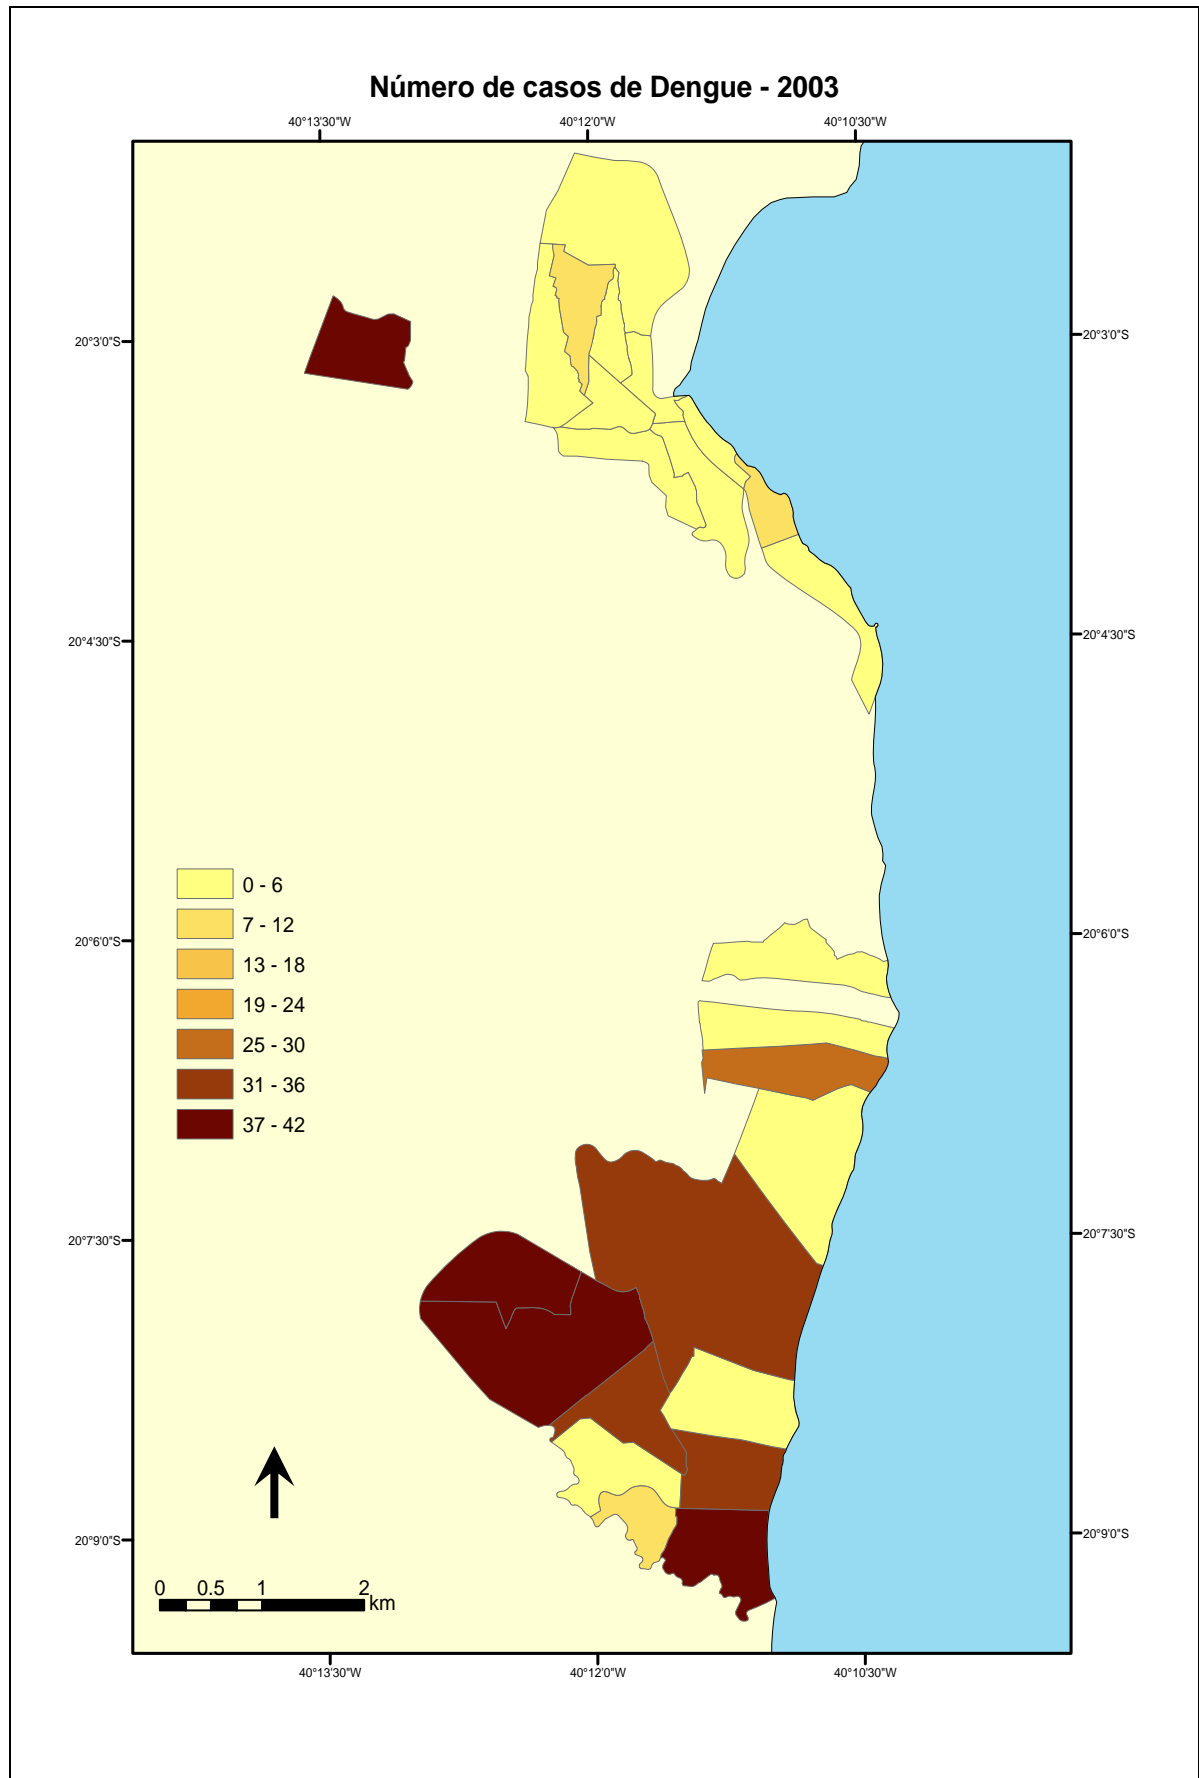 Número de casos de Dengue - 2003
40°13'30"W 40°12'0"W 40°10'30"W
20°3'0"S 20°3'0"S
20°4'30"S 20°4'30"S
0 - 6
7 - 12
20°6'0"S 20°6'0"S
13 - 18
19 - 24
25 - 30
31 - 36
37 - 42
20°7'30"S 20°7'30"S
20°9'0"S 20°9'0"S
0 0.5 1 2
km
40°13'30"W 40°12'0"W 40°10'30"W